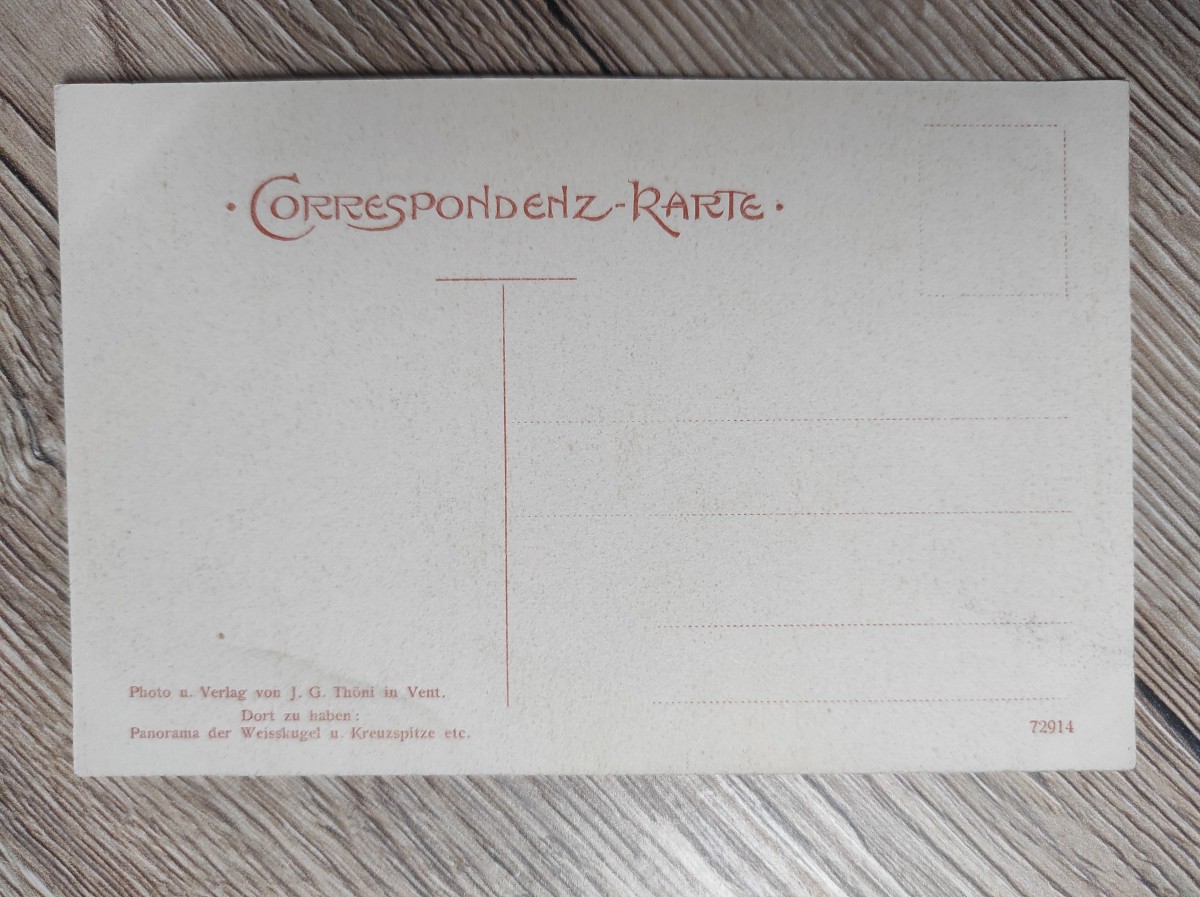 · CORRESPONDENZ-KARTE ·
Photo u. Verlag von J. G. Thöni in Vent.
Dort zu haben:
Panorama der Weisskugel u. Kreuzspitze etc.
72914